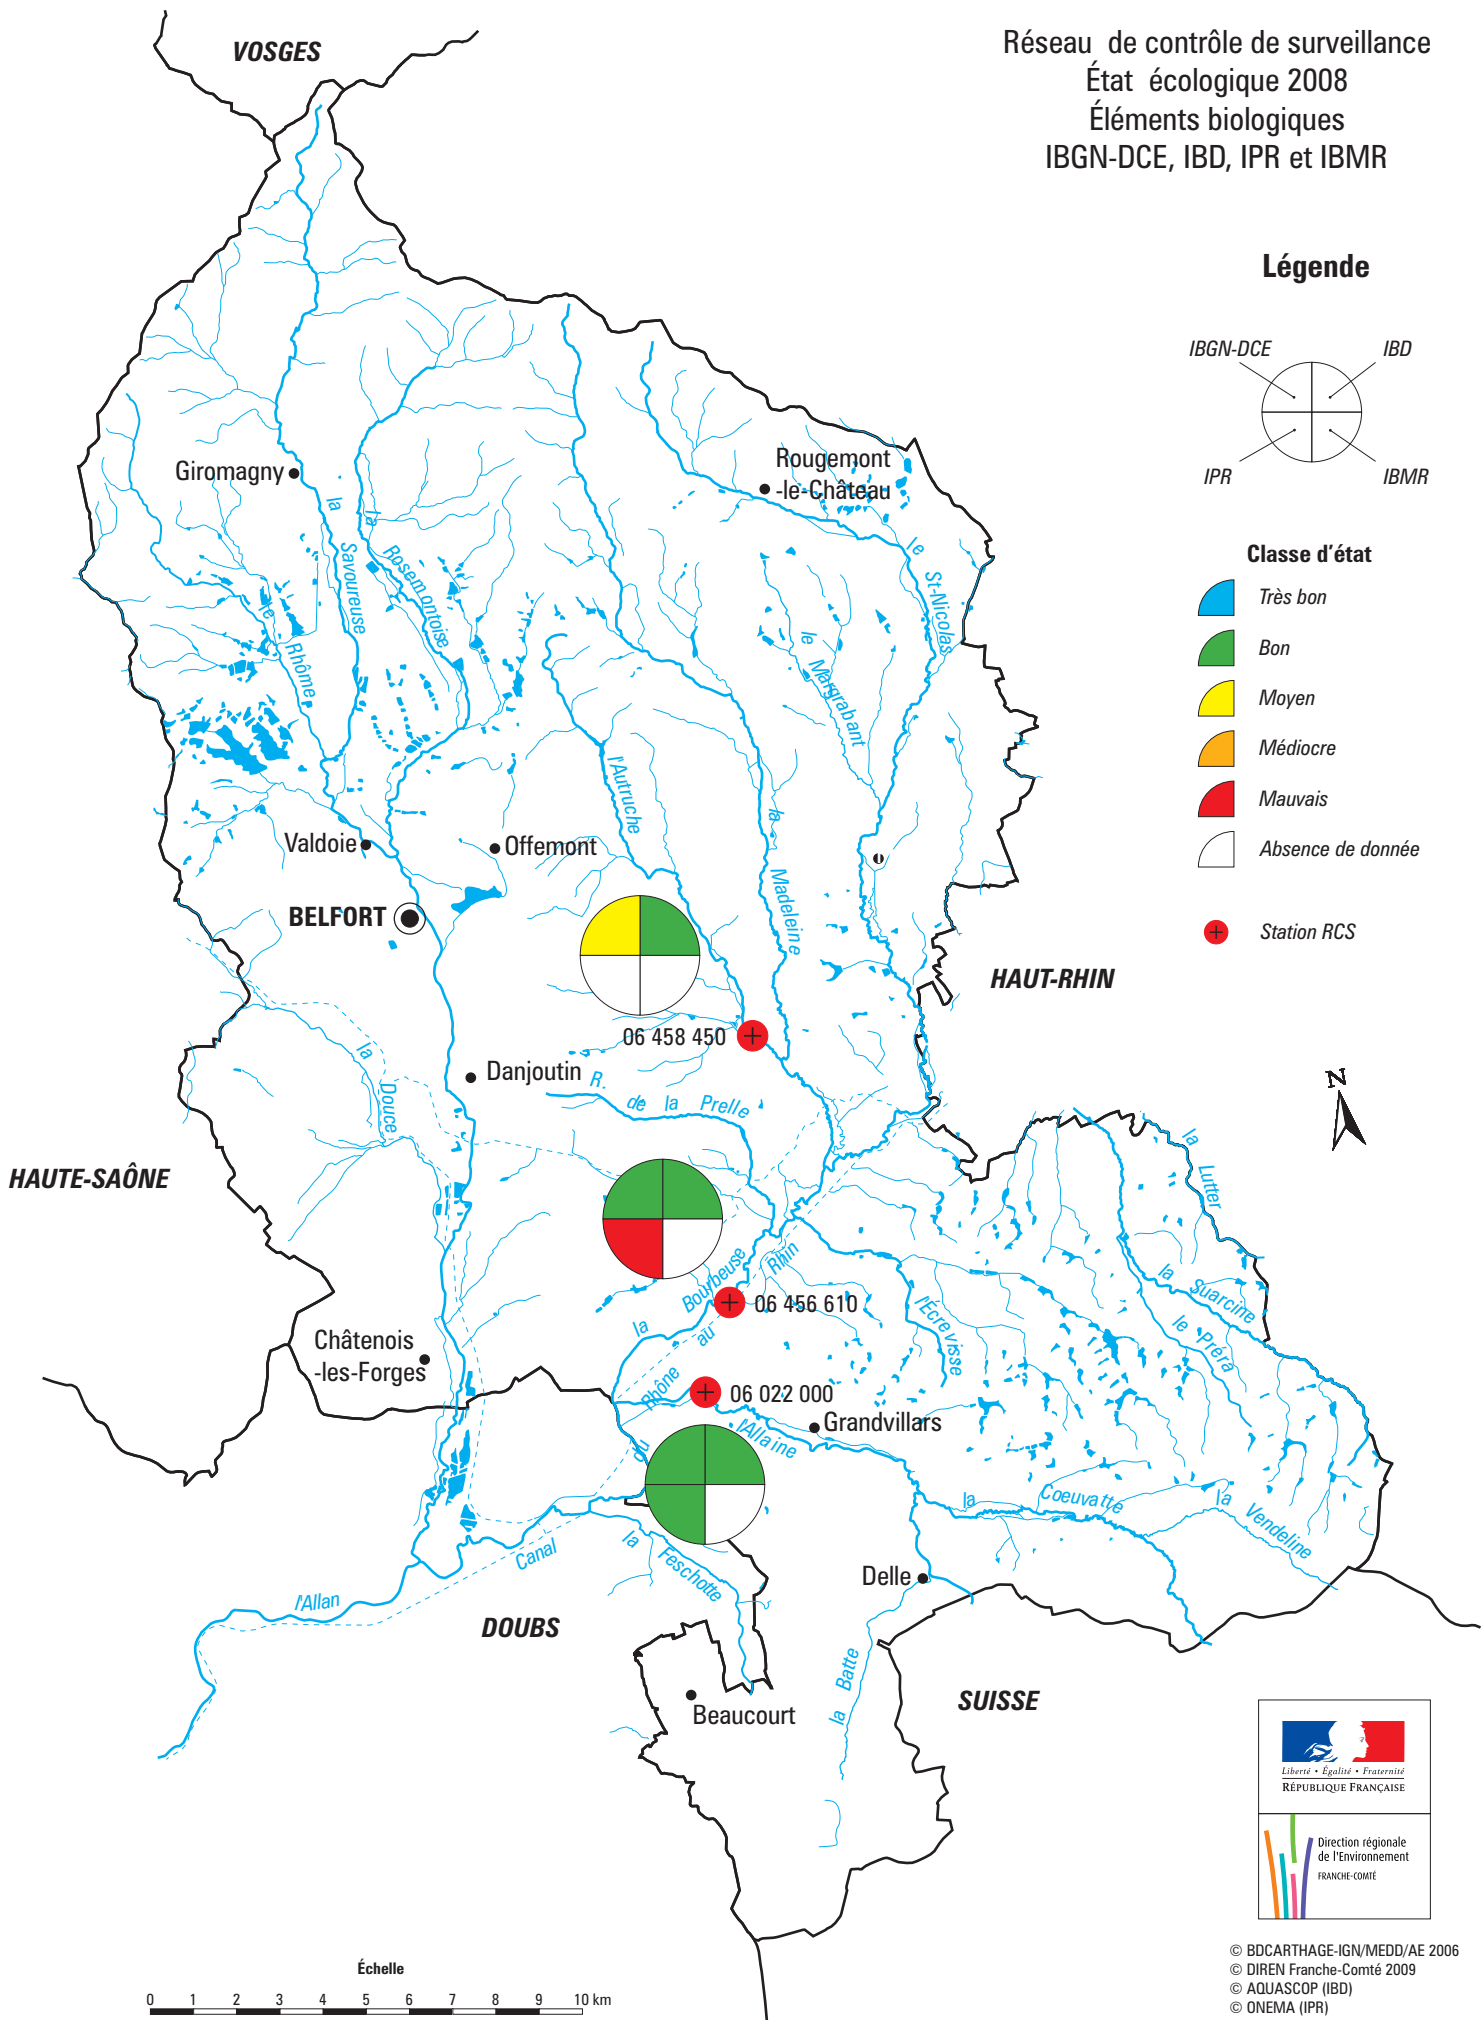 Réseau de contrôle de surveillance
État écologique 2008
Éléments biologiques
IBGN-DCE, IBD, IPR et IBMR
VOSGES
Légende
IBGN-DCE
IBD
IPR
IBMR
Classe d'état
Très bon
Bon
Moyen
Médiocre
Mauvais
Absence de donnée
Station RCS
Giromagny
Rougemont
-le-Château
la Savoureuse
la Rosemontoise
le Rhôme
le St-Nicolas
le Margrabant
l'Autruche
la Madeleine
Valdoie
Offemont
BELFORT
HAUT-RHIN
06 458 450
Danjoutin
R. de la Prelle
la Douce
N
HAUTE-SAÔNE
la Lutter
la Suarcine
le Préra
l'Écrevisse
la Bourbeuse
06 456 610
Châtenois
-les-Forges
Canal du Rhône au Rhin
06 022 000
Grandvillars
l'Allaine
la Coeuvatte
la Vendeline
la Feschotte
Delle
l'Allan
DOUBS
la Batte
SUISSE
Beaucourt
Liberté • Égalité • Fraternité
RÉPUBLIQUE FRANÇAISE
Direction régionale
de l'Environnement
FRANCHE-COMTÉ
Échelle
0 1 2 3 4 5 6 7 8 9 10 km
© BDCARTHAGE-IGN/MEDD/AE 2006
© DIREN Franche-Comté 2009
© AQUASCOP (IBD)
© ONEMA (IPR)